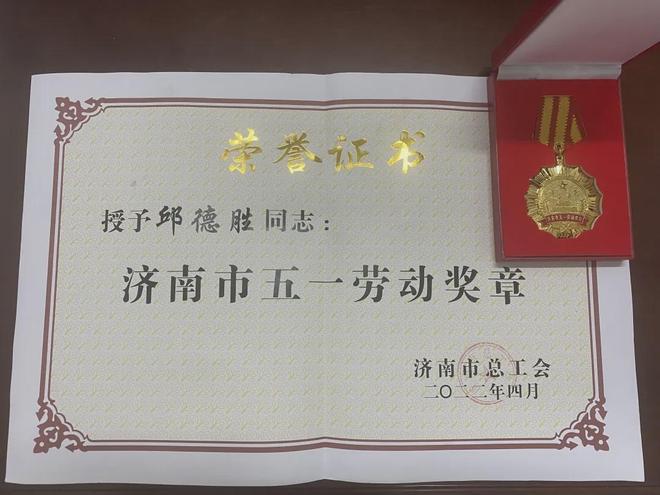 荣誉证书
授予邱德胜同志：
济南市五一劳动奖章
济南市总工会
二〇二二年四月